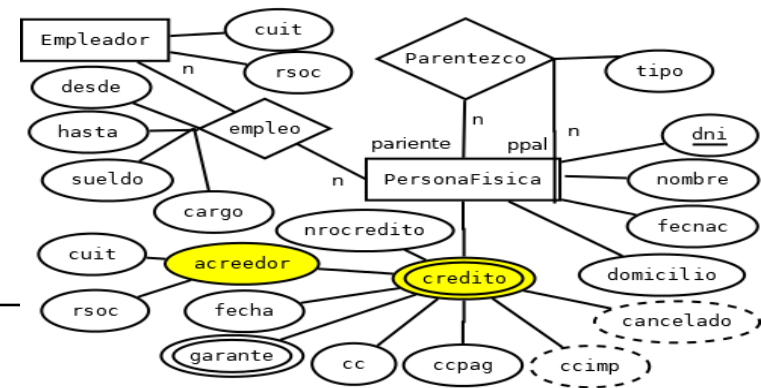 Empleador
cuit
rsoc
Parentezco
tipo
n
desde
hasta
empleo
sueldo
cargo
n
n
n
pariente
ppal
PersonaFisica
dni
nombre
fecnac
domicilio
nrocredito
cuit
acreedor
rsoc
credito
fecha
garante
cc
ccpag
ccimp
cancelado